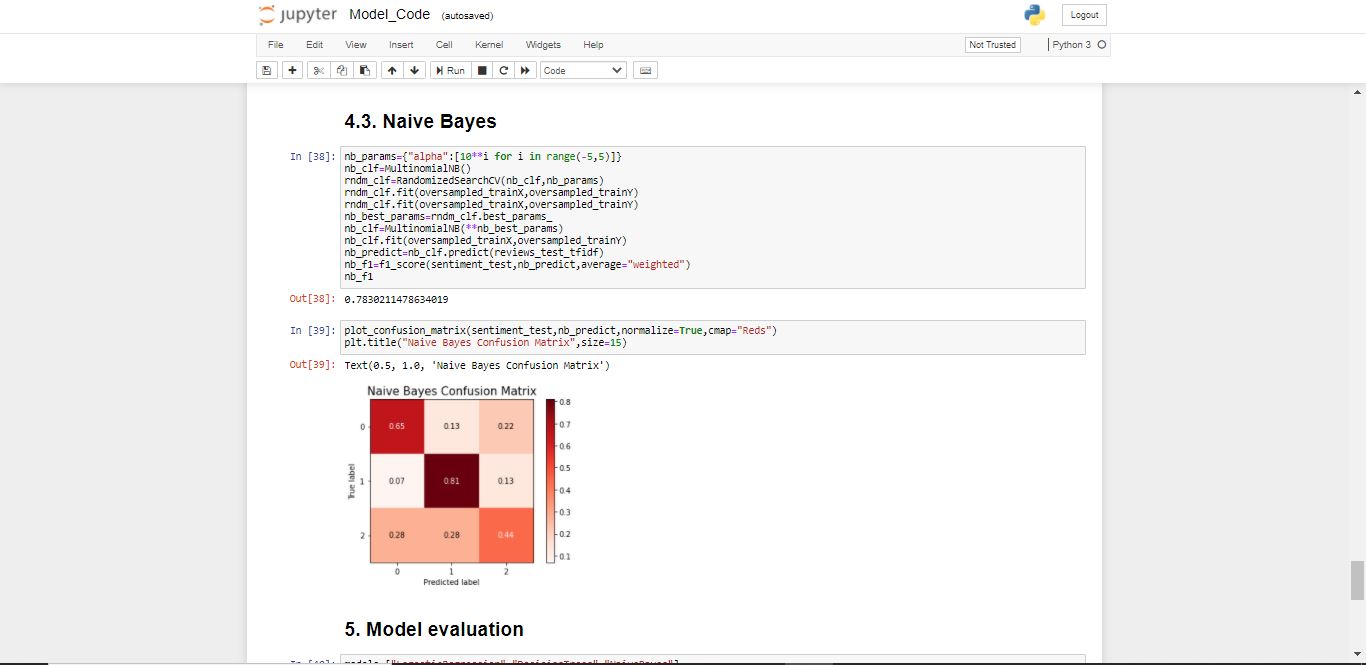 jupyter Model_Code (autosaved)
Logout
File Edit View Insert Cell Kernel Widgets Help
Not Trusted
Python 3
Run
Code
4.3. Naive Bayes
In [38]:
nb_params={"alpha":[10**i for i in range(-5,5)]}
nb_clf=MultinomialNB()
rndm_clf=RandomizedSearchCV(nb_clf,nb_params)
rndm_clf.fit(oversampled_trainX,oversampled_trainY)
rndm_clf.fit(oversampled_trainX,oversampled_trainY)
nb_best_params=rndm_clf.best_params_
nb_clf=MultinomialNB(**nb_best_params)
nb_clf.fit(oversampled_trainX,oversampled_trainY)
nb_predict=nb_clf.predict(reviews_test_tfidf)
nb_f1=f1_score(sentiment_test,nb_predict,average="weighted")
nb_f1
Out[38]: 0.7830211478634019
In [39]:
plot_confusion_matrix(sentiment_test,nb_predict,normalize=True,cmap="Reds")
plt.title("Naive Bayes Confusion Matrix",size=15)
Out[39]: Text(0.5, 1.0, 'Naive Bayes Confusion Matrix')
Naive Bayes Confusion Matrix
True label
0 0.65 0.13 0.22
1 0.07 0.81 0.13
2 0.28 0.28 0.44
0 1 2
Predicted label
0.8
0.7
0.6
0.5
0.4
0.3
0.2
0.1
5. Model evaluation